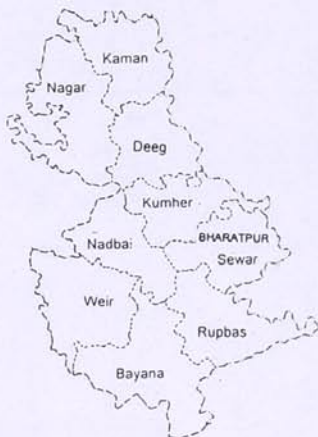 Kaman
Nagar
Deeg
Kumher
BHARATPUR
Nadbai
Sewar
Weir
Rupbas
Bayana